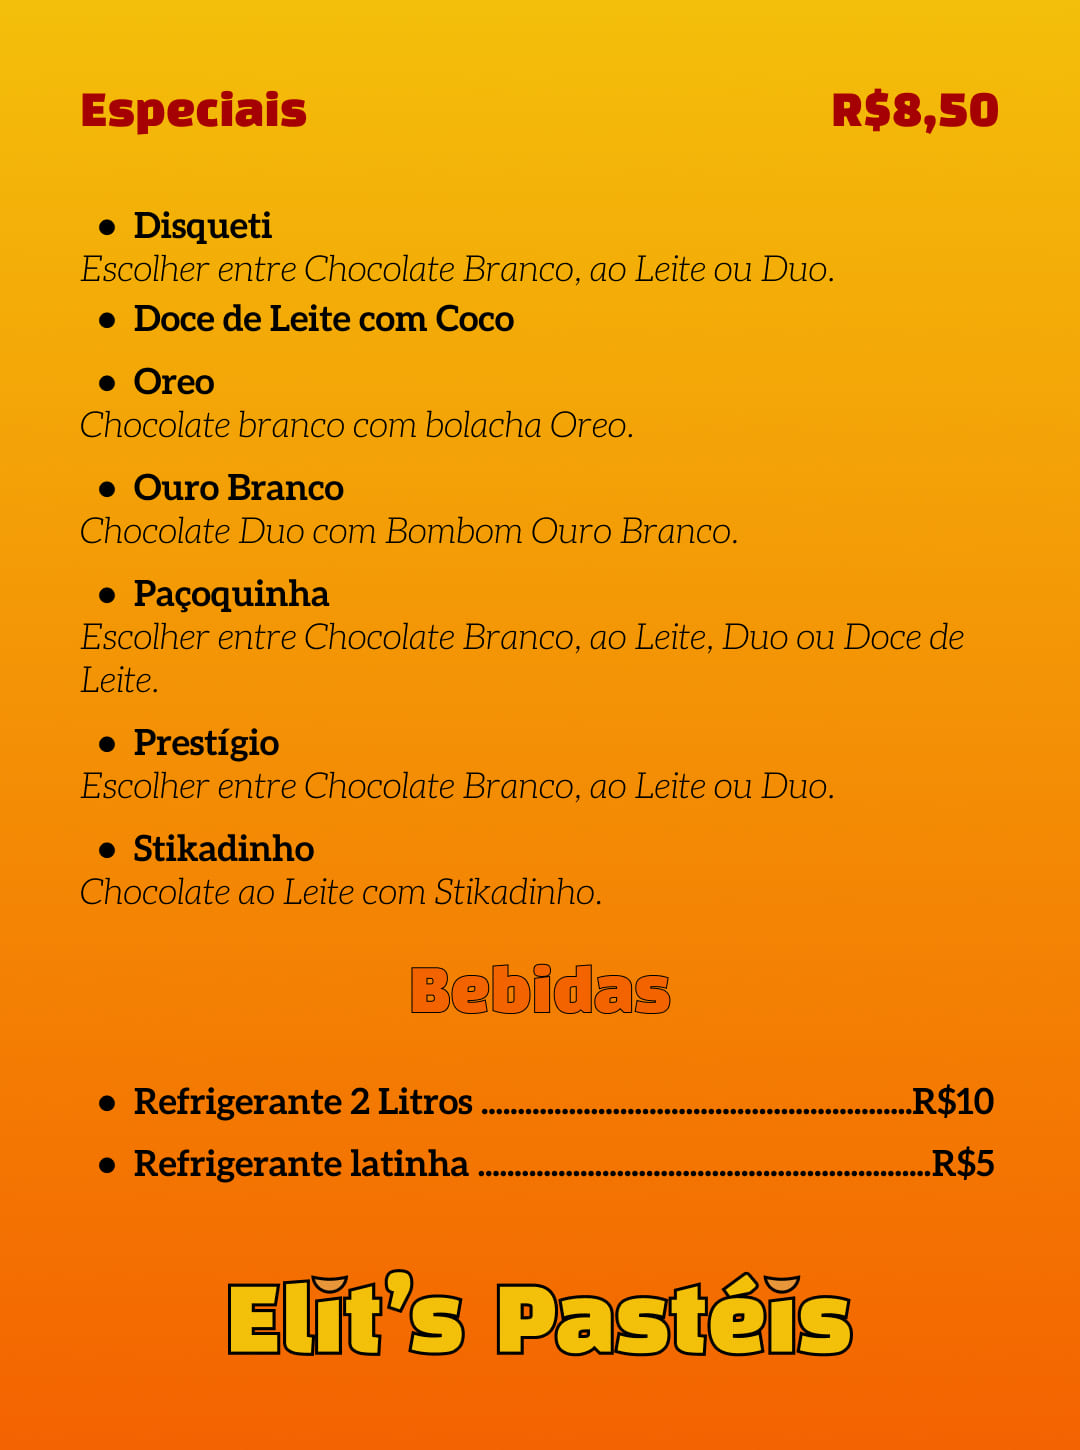 Especiais R$8,50
● Disqueti
Escolher entre Chocolate Branco, ao Leite ou Duo.
● Doce de Leite com Coco
● Oreo
Chocolate branco com bolacha Oreo.
● Ouro Branco
Chocolate Duo com Bombom Ouro Branco.
● Paçoquinha
Escolher entre Chocolate Branco, ao Leite, Duo ou Doce de
Leite.
● Prestígio
Escolher entre Chocolate Branco, ao Leite ou Duo.
● Stikadinho
Chocolate ao Leite com Stikadinho.
Bebidas
● Refrigerante 2 Litros ...........................................................R$10
● Refrigerante latinha ..............................................................R$5
Elit's Pastéis